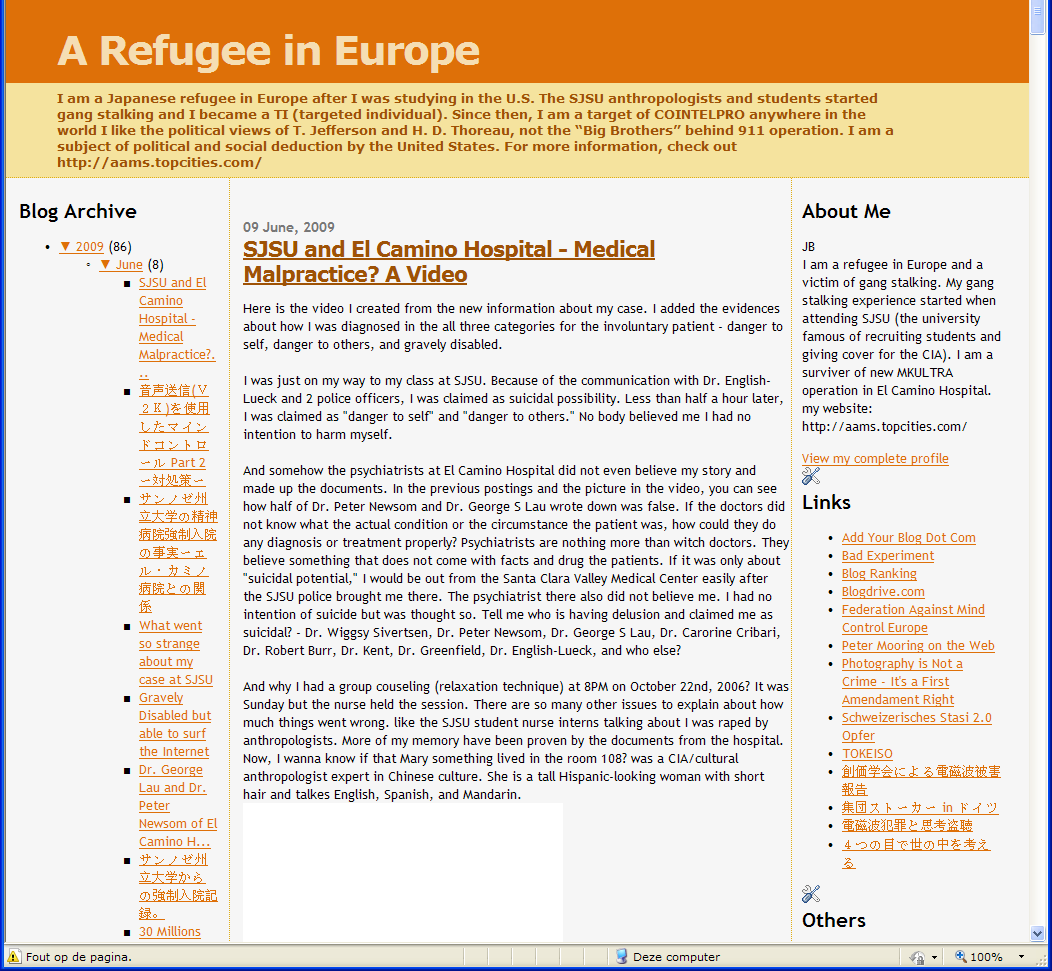 A Refugee in Europe
I am a Japanese refugee in Europe after I was studying in the U.S. The SJSU anthropologists and students started
gang stalking and I became a TI (targeted individual). Since then, I am a target of COINTELPRO anywhere in the
world I like the political views of T. Jefferson and H. D. Thoreau, not the “Big Brothers” behind 911 operation. I am a
subject of political and social deduction by the United States. For more information, check out
http://aams.topcities.com/
Blog Archive
▼ 2009 (86)
▼ June (8)
SJSU and El
Camino
Hospital -
Medical
Malpractice?.
..
音声送信(Ｖ
２Ｋ)を使用
したマイン
ドコントロ
ール Part 2
ー対処策ー
サンノゼ州
立大学の精神
病院強制入院
の事実ーェ
ル・カミノ
病院との関
係
What went
so strange
about my
case at SJSU
Gravely
Disabled but
able to surf
the Internet
Dr. George
Lau and Dr.
Peter
Newsom of El
Camino H...
サンノゼ州
立大学から
の強制入院記
録。
30 Millions
09 June, 2009
SJSU and El Camino Hospital - Medical
Malpractice? A Video
Here is the video I created from the new information about my case. I added the evidences
about how I was diagnosed in the all three categories for the involuntary patient - danger to
self, danger to others, and gravely disabled.
I was just on my way to my class at SJSU. Because of the communication with Dr. English-
Lueck and 2 police officers, I was claimed as suicidal possibility. Less than half a hour later,
I was claimed as "danger to self" and "danger to others." No body believed me I had no
intention to harm myself.
And somehow the psychiatrists at El Camino Hospital did not even believe my story and
made up the documents. In the previous postings and the picture in the video, you can see
how half of Dr. Peter Newsom and Dr. George S Lau wrote down was false. If the doctors did
not know what the actual condition or the circumstance the patient was, how could they do
any diagnosis or treatment properly? Psychiatrists are nothing more than witch doctors. They
believe something that does not come with facts and drug the patients. If it was only about
"suicidal potential," I would be out from the Santa Clara Valley Medical Center easily after
the SJSU police brought me there. The psychiatrist there also did not believe me. I had no
intention of suicide but was thought so. Tell me who is having delusion and claimed me as
suicidal? - Dr. Wiggsy Sivertsen, Dr. Peter Newsom, Dr. George S Lau, Dr. Carorine Cribari,
Dr. Robert Burr, Dr. Kent, Dr. Greenfield, Dr. English-Lueck, and who else?
And why I had a group couseling (relaxation technique) at 8PM on October 22nd, 2006? It was
Sunday but the nurse held the session. There are so many other issues to explain about how
much things went wrong. like the SJSU student nurse interns talking about I was raped by
anthropologists. More of my memory have been proven by the documents from the hospital.
Now, I wanna know if that Mary something lived in the room 108? was a CIA/cultural
anthropologist expert in Chinese culture. She is a tall Hispanic-looking woman with short
hair and talkes English, Spanish, and Mandarin.
About Me
JB
I am a refugee in Europe and a
victim of gang stalking. My gang
stalking experience started when
attending SJSU (the university
famous of recruiting students and
giving cover for the CIA). I am a
surviver of new MKULTRA
operation in El Camino Hospital.
my website:
http://aams.topcities.com/
View my complete profile
Links
Add Your Blog Dot Com
Bad Experiment
Blog Ranking
Blogdrive.com
Federation Against Mind
Control Europe
Peter Mooring on the Web
Photography is Not a
Crime - It's a First
Amendament Right
Schweizerisches Stasi 2.0
Opfer
TOKEISO
創価学会による電磁波被害
報告
集団ストーカー in ドイツ
電磁波犯罪と思考盗聴
４つの目で世の中を考え
る
Others
Fout op de pagina.
Deze computer
100%